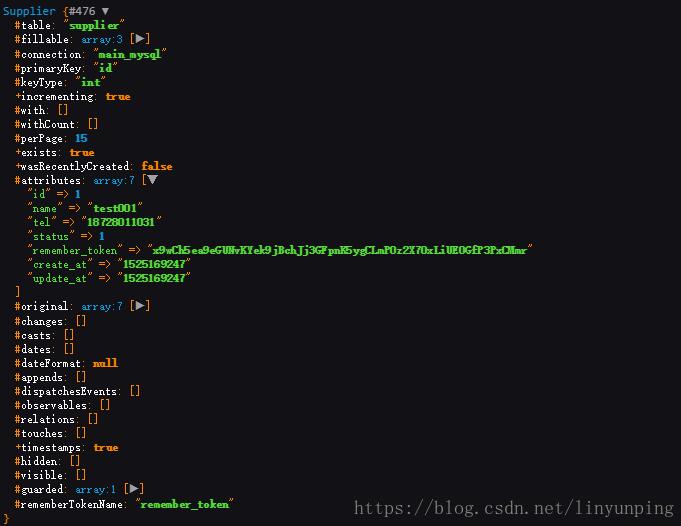 Supplier {#476 ▼
#table: "supplier"
#fillable: array:3 [▶]
#connection: "main_mysql"
#primaryKey: "id"
#keyType: "int"
+incrementing: true
#with: []
#withCount: []
#perPage: 15
+exists: true
+wasRecentlyCreated: false
#attributes: array:7 [▼
"id" => 1
"name" => "test001"
"tel" => "18728011031"
"status" => 1
"remember_token" =>
"create_at" => "1525169247"
"update_at" => "1525169247"
]
#original: array:7 [▶]
#changes: []
#casts: []
#dates: []
#dateFormat: null
#appends: []
#dispatchesEvents: []
#observables: []
#relations: []
#touches: []
+timestamps: true
#hidden: []
#visible: []
#guarded: array:1 [▶]
#rememberTokenName: "remember_token"
}
https://blog.csdn.net/linyunping